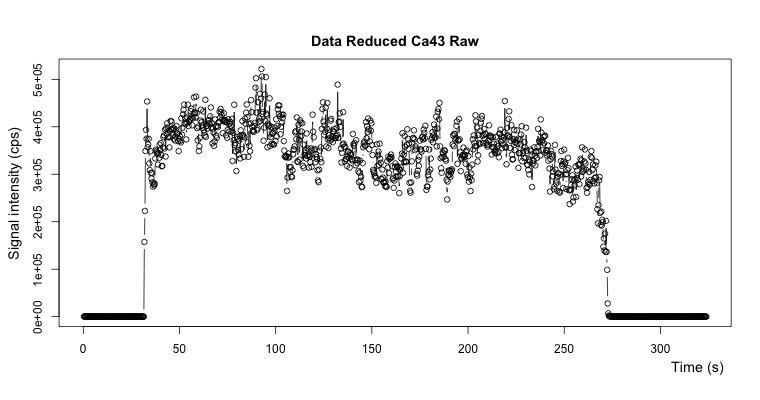 Data Reduced Ca43 Raw
Signal intensity (cps)
5e+05
4e+05
3e+05
2e+05
1e+05
0e+00
0 50 100 150 200 250 300
Time (s)